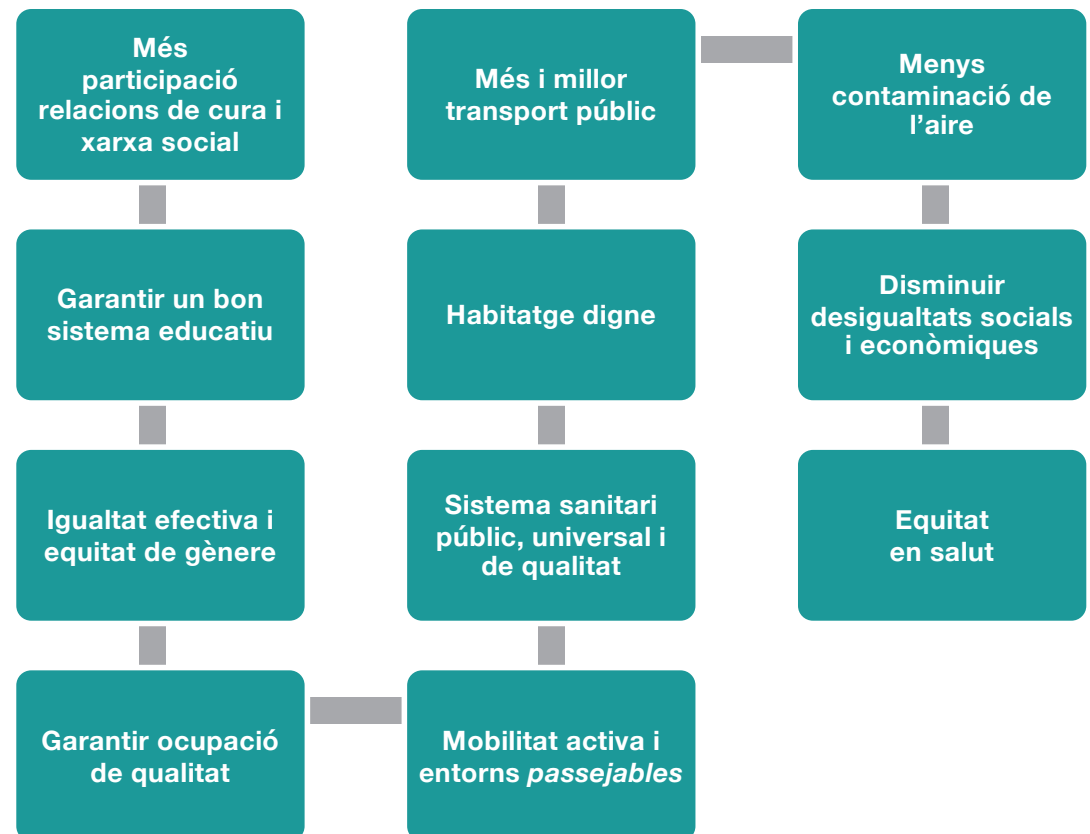 Més
participació
relacions de cura i
xarxa social
Garantir un bon
sistema educatiu
Igualtat efectiva i
equitat de gènere
Garantir ocupació
de qualitat
Mobilitat activa i
entorns passejables
Sistema sanitari
públic, universal i
de qualitat
Habitatge digne
Més i millor
transport públic
Menys
contaminació de
l’aire
Disminuir
desigualtats socials
i econòmiques
Equitat
en salut